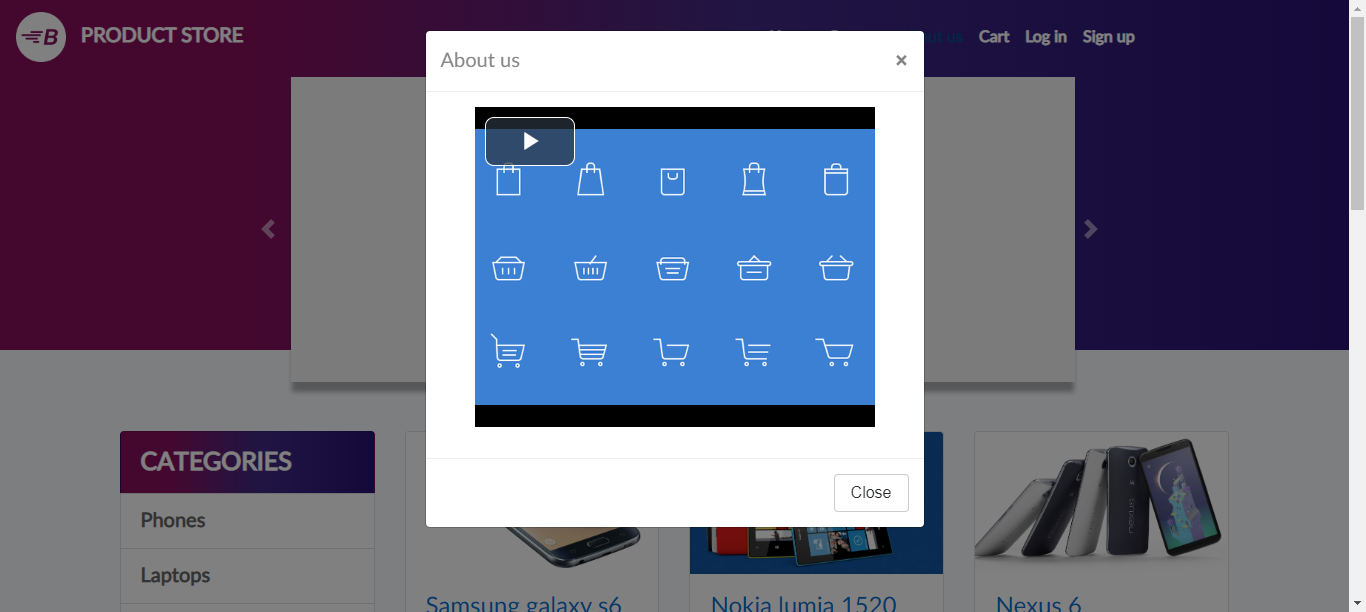 B PRODUCT STORE
Cart Log in Sign up
About us ×
Close
CATEGORIES
Phones
Laptops
Samsung galaxy s6
Nokia lumia 1520
Nexus 6
nexus